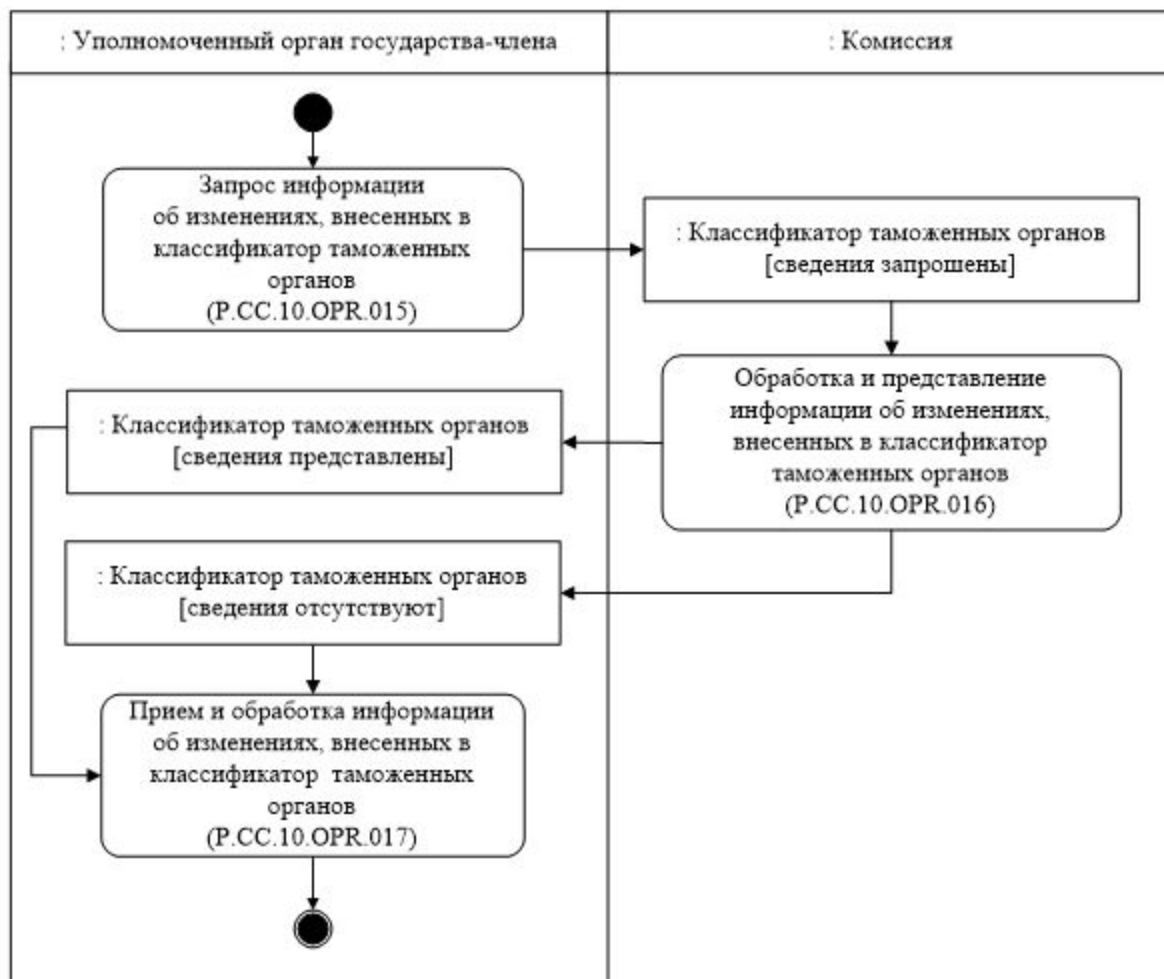 : Уполномоченный орган государства-члена
: Комиссия
Запрос информации
об изменениях, внесенных в
классификатор таможенных
органов
(P.CC.10.OPR.015)
: Классификатор таможенных органов
[сведения запрошены]
Обработка и представление
информации об изменениях,
внесенных в классификатор
таможенных органов
(P.CC.10.OPR.016)
: Классификатор таможенных органов
[сведения представлены]
: Классификатор таможенных органов
[сведения отсутствуют]
Прием и обработка информации
об изменениях, внесенных в
классификатор таможенных
органов
(P.CC.10.OPR.017)